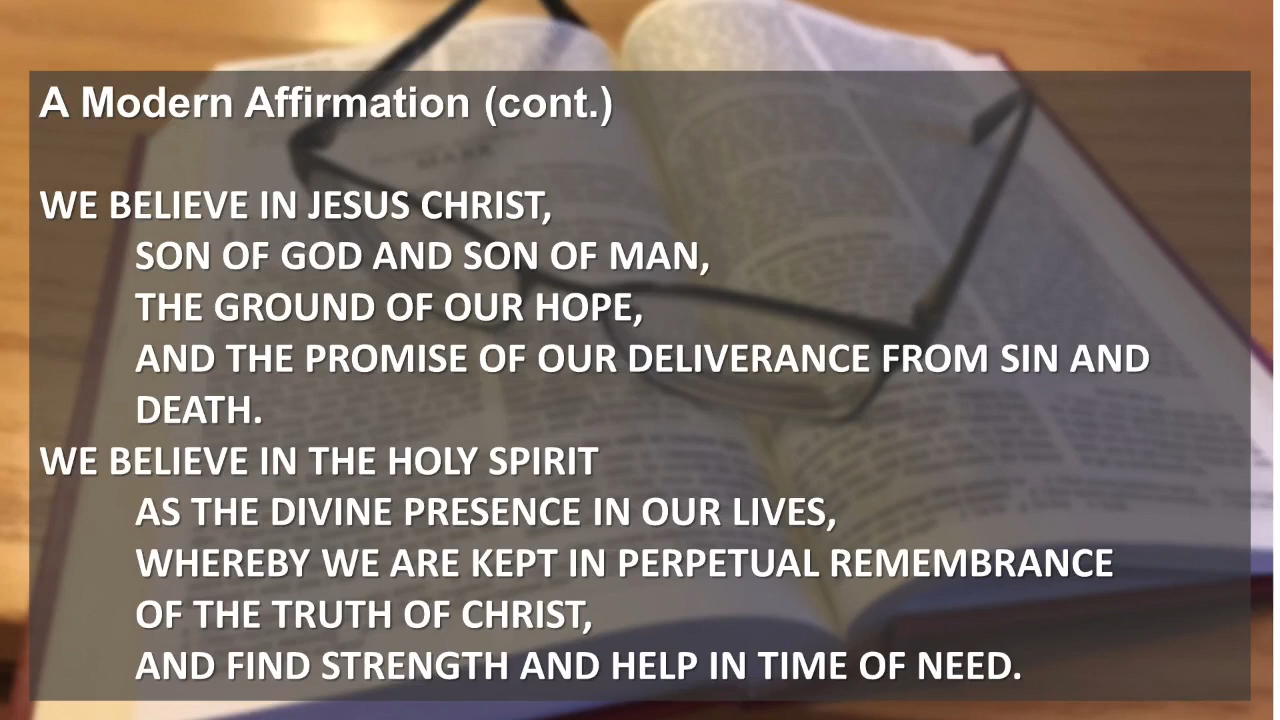 A Modern Affirmation (cont.)
WE BELIEVE IN JESUS CHRIST,
SON OF GOD AND SON OF MAN,
THE GROUND OF OUR HOPE,
AND THE PROMISE OF OUR DELIVERANCE FROM SIN AND
DEATH.
WE BELIEVE IN THE HOLY SPIRIT
AS THE DIVINE PRESENCE IN OUR LIVES,
WHEREBY WE ARE KEPT IN PERPETUAL REMEMBRANCE
OF THE TRUTH OF CHRIST,
AND FIND STRENGTH AND HELP IN TIME OF NEED.